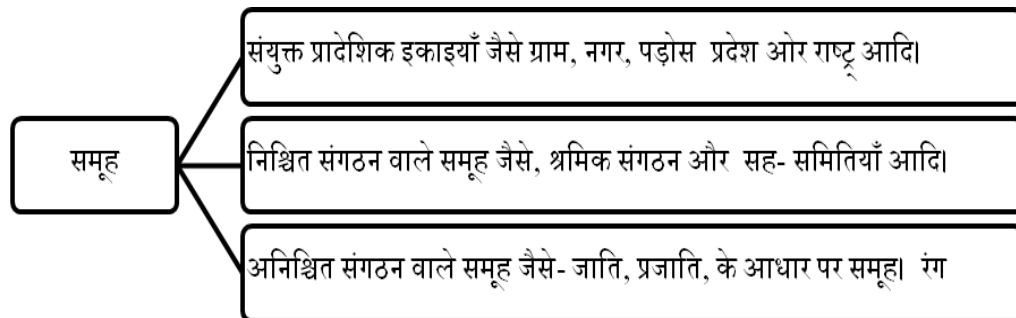 समूह
संयुक्त प्रादेशिक इकाइयाँ जैसे ग्राम, नगर, पड़ोस प्रदेश ओर राष्ट्र् आदि।
निश्चित संगठन वाले समूह जैसे, श्रमिक संगठन और सह- समितियाँ आदि।
अनिश्चित संगठन वाले समूह जैसे- जाति, प्रजाति, के आधार पर समूह। रंग